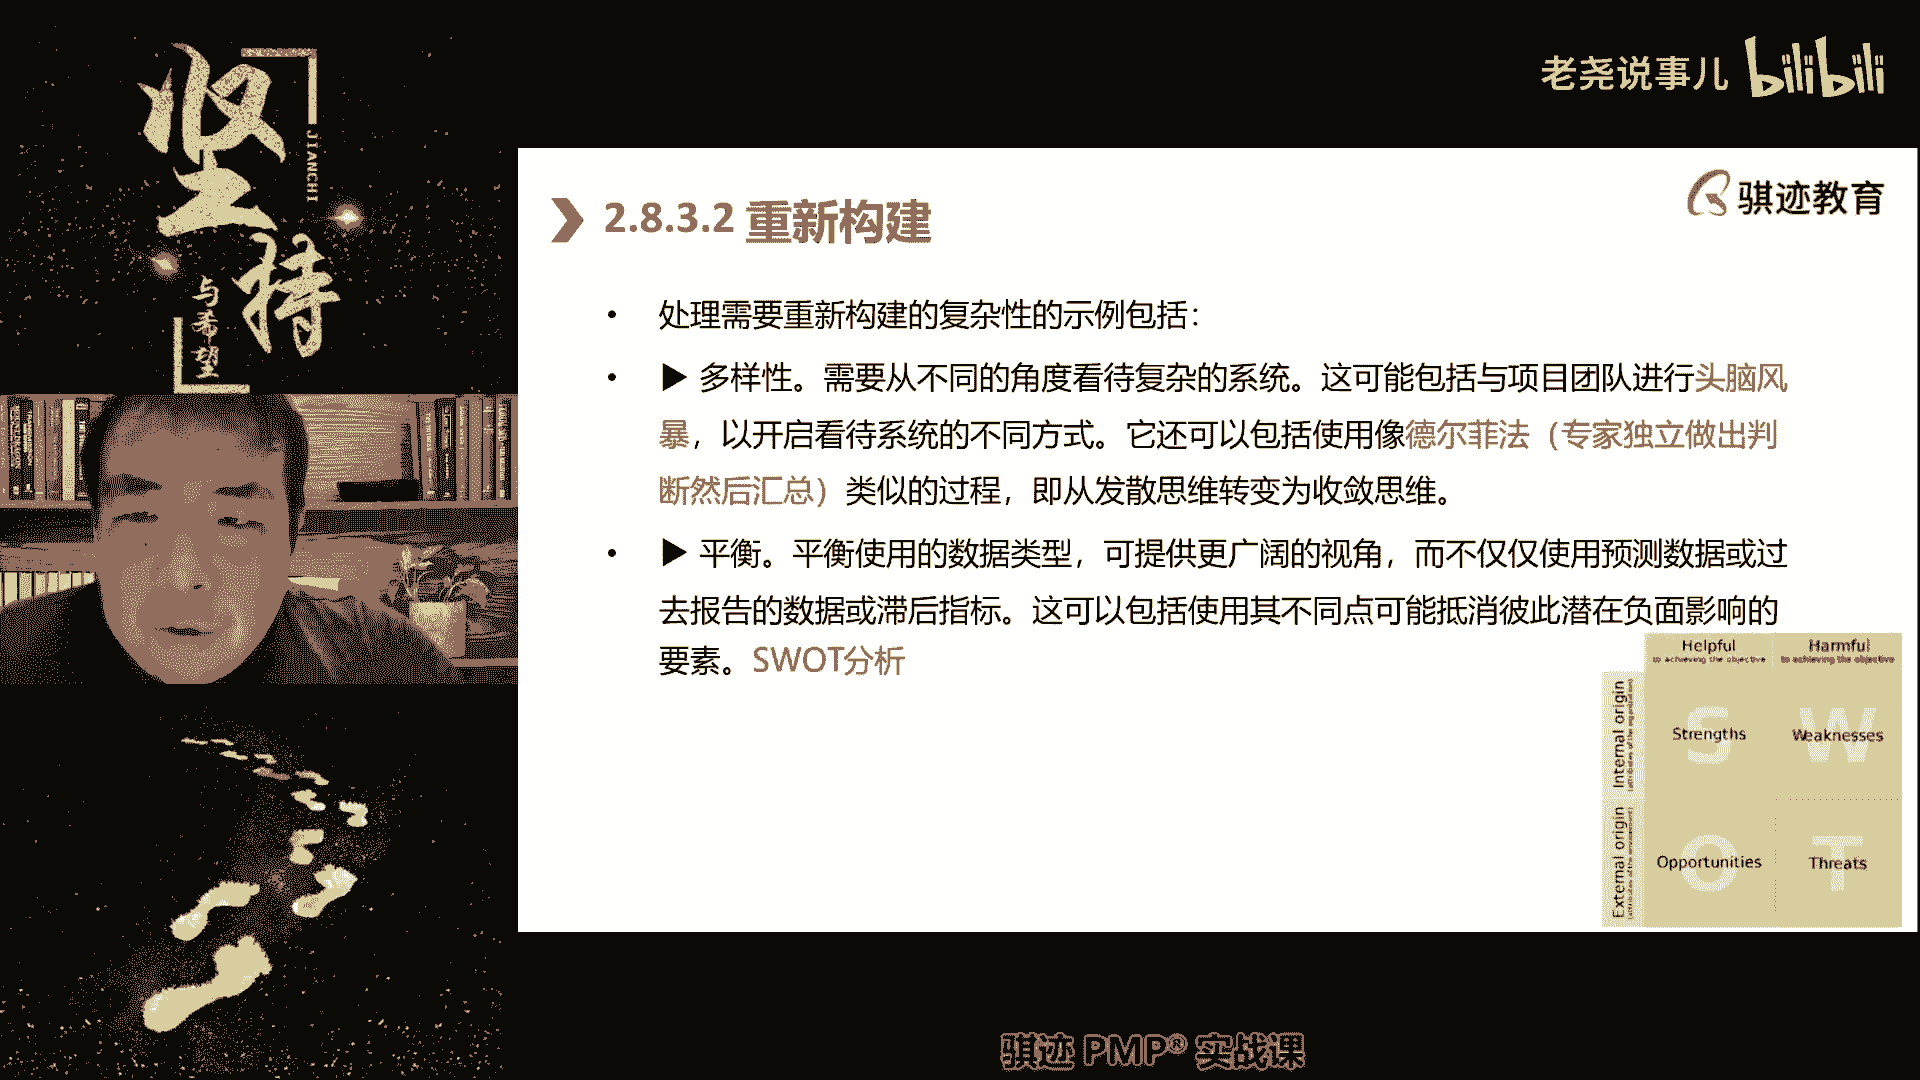 坚
持
JIANCHI
与
希
望
老尧说事儿 bilibili
骐迹教育
2.8.3.2 重新构建
• 处理需要重新构建的复杂性的示例包括：
• ▶ 多样性。需要从不同的角度看待复杂的系统。这可能包括与项目团队进行头脑风
暴，以开启看待系统的不同方式。它还可以包括使用像德尔菲法（专家独立做出判
断然后汇总）类似的过程，即从发散思维转变为收敛思维。
• ▶ 平衡。平衡使用的数据类型，可提供更广阔的视角，而不仅仅使用预测数据或过
去报告的数据或滞后指标。这可以包括使用其不同点可能抵消彼此潜在负面影响的
要素。SWOT分析
Helpful
to achieving the objective
Harmful
to achieving the objective
Internal origin
S
Strengths
W
Weaknesses
External origin
O
Opportunities
T
Threats
骐迹 PMP® 实战课